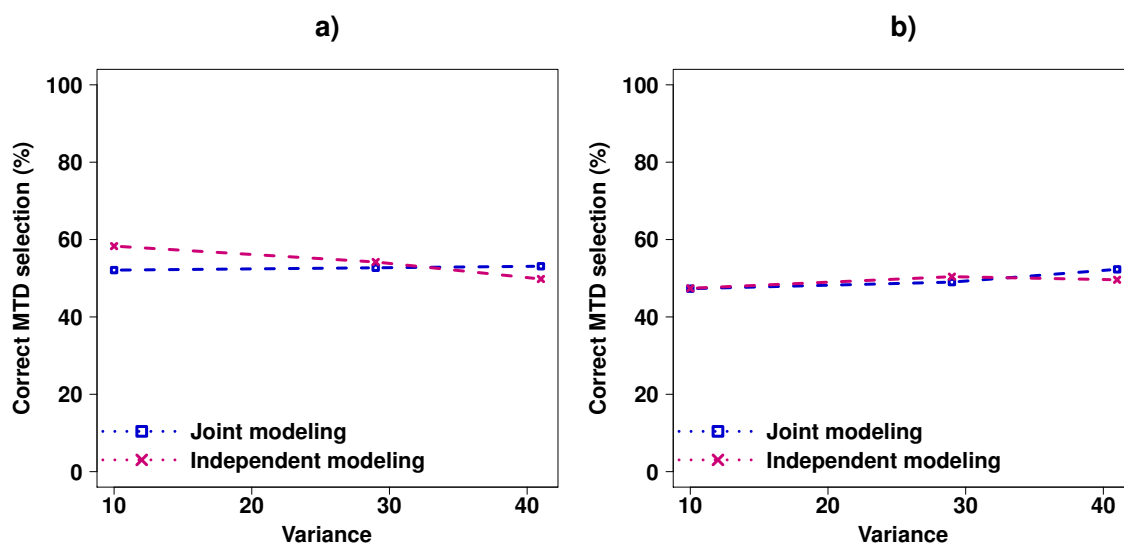 a)
Correct MTD selection (%)
100
80
60
40
20
0
Joint modeling
Independent modeling
10 20 30 40
Variance
b)
Correct MTD selection (%)
100
80
60
40
20
0
Joint modeling
Independent modeling
10 20 30 40
Variance